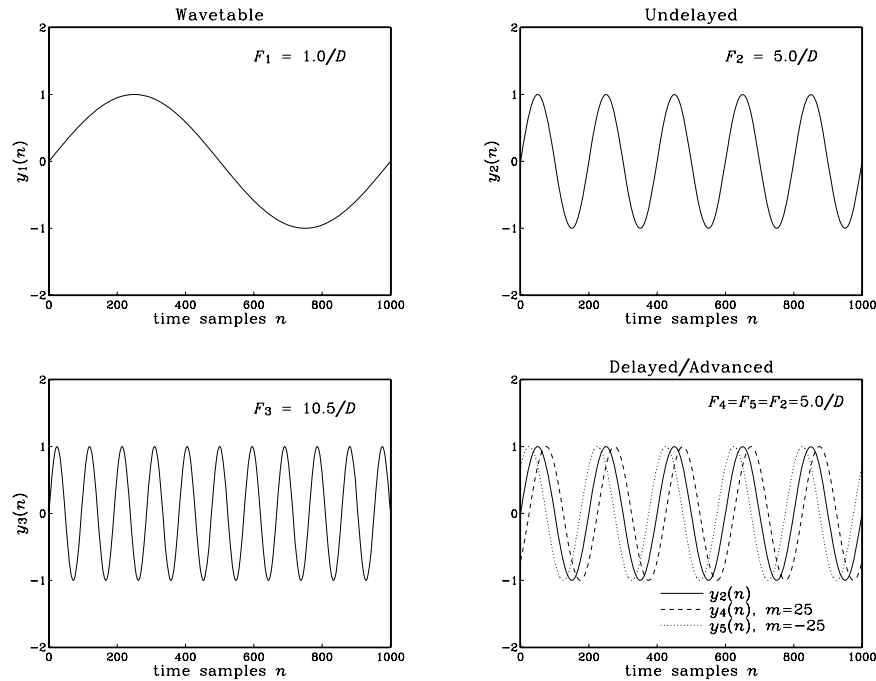 Wavetable
F1 = 1.0/D
y1(n)
2
1
0
−1
−2
0 200 400 600 800 1000
time samples n
Undelayed
F2 = 5.0/D
y2(n)
2
1
0
−1
−2
0 200 400 600 800 1000
time samples n
F3 = 10.5/D
y3(n)
2
1
0
−1
−2
0 200 400 600 800 1000
time samples n
Delayed/Advanced
F4=F5=F2=5.0/D
2
1
0
−1
−2
y2(n)
y4(n), m=25
y5(n), m=−25
0 200 400 600 800 1000
time samples n